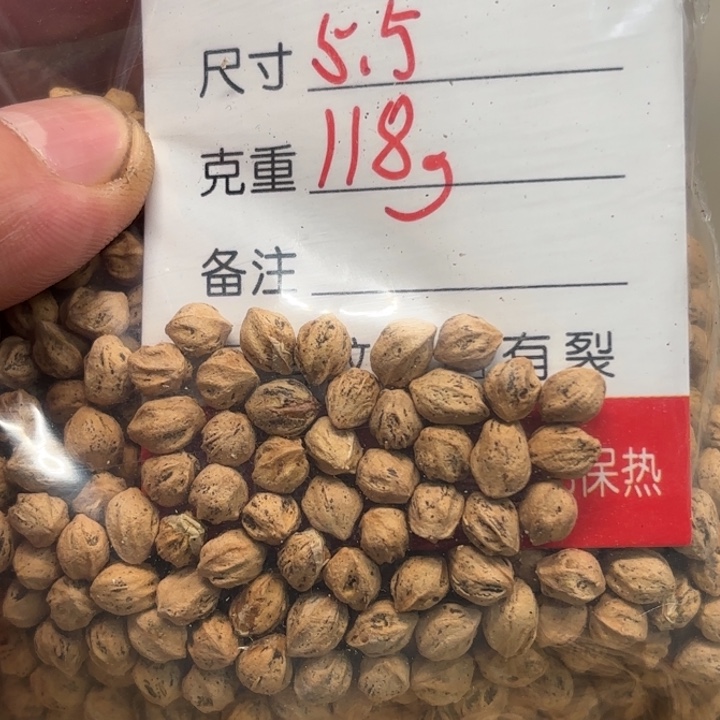 尺寸 5.5
克重 118g
备注
有裂
保热